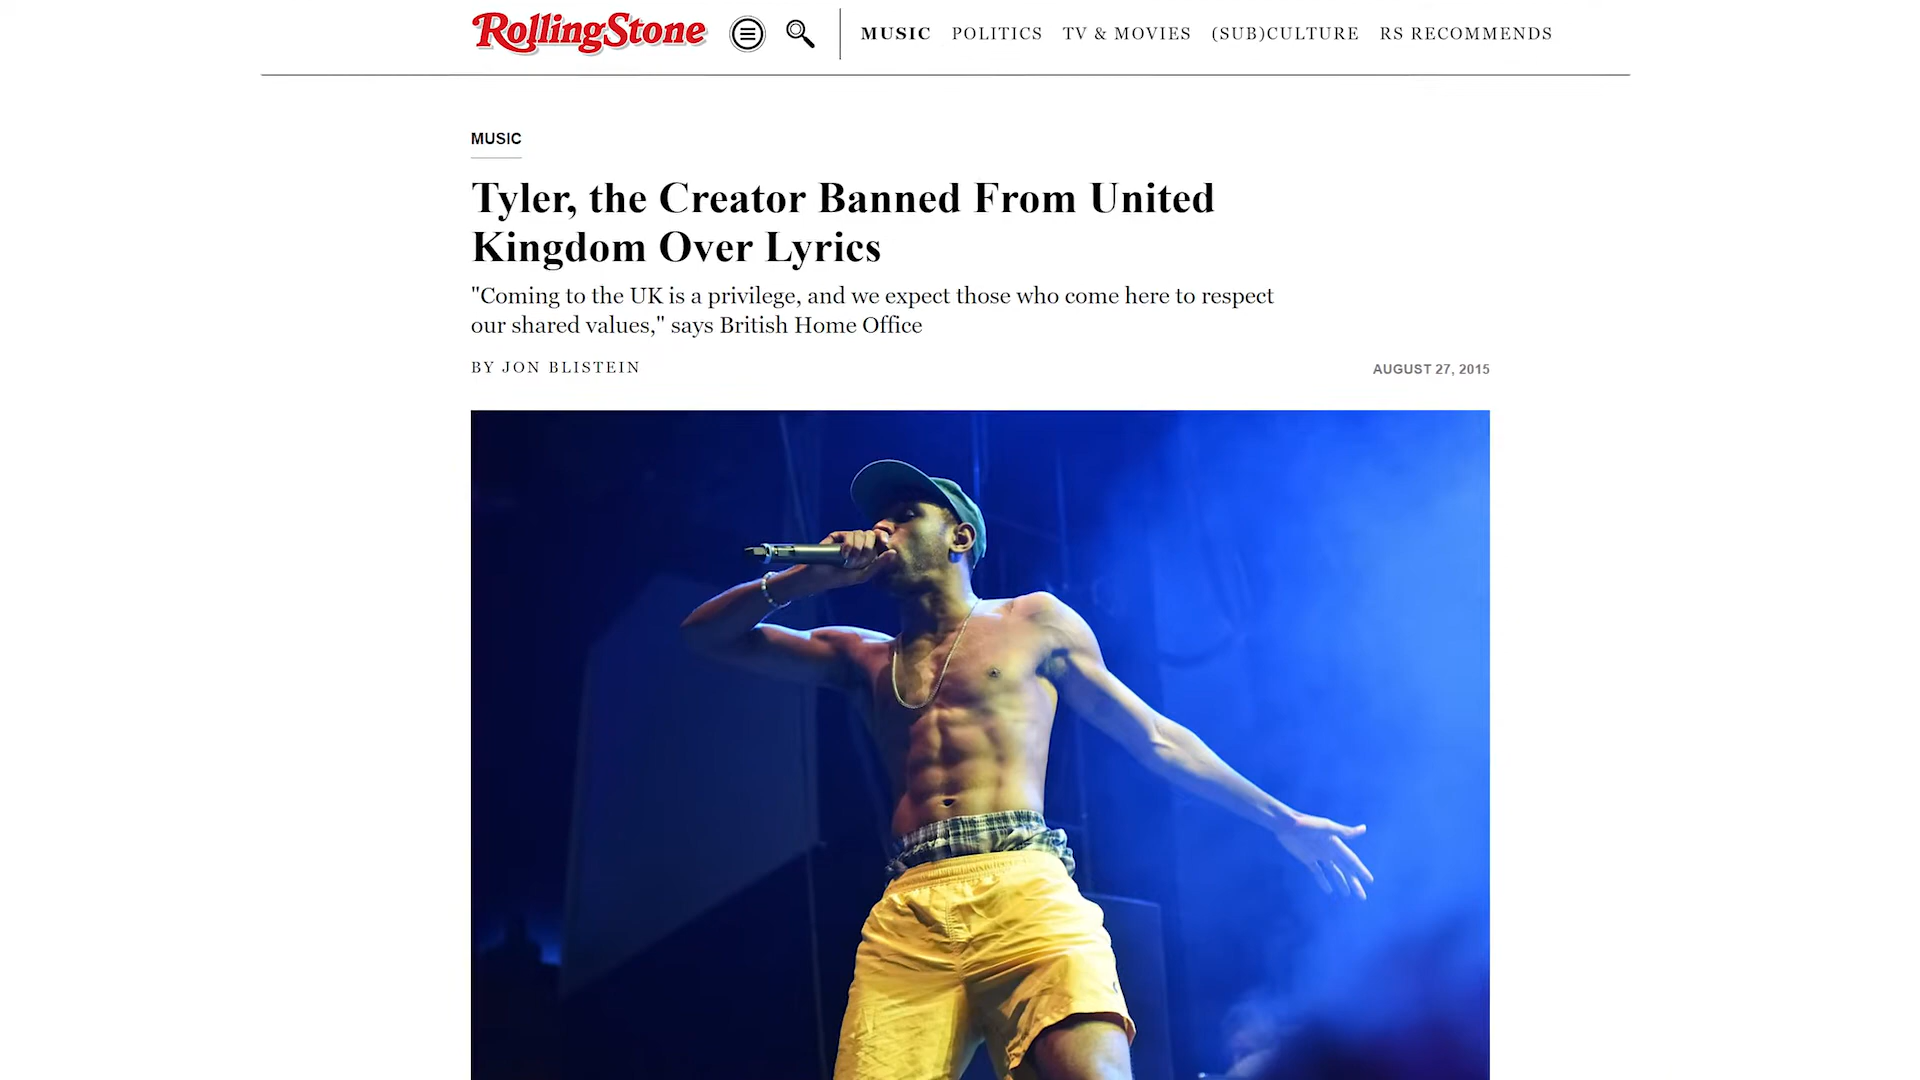 RollingStone
MUSIC POLITICS TV & MOVIES (SUB)CULTURE RS RECOMMENDS
MUSIC
Tyler, the Creator Banned From United
Kingdom Over Lyrics
"Coming to the UK is a privilege, and we expect those who come here to respect
our shared values," says British Home Office
BY JON BLISTEIN
AUGUST 27, 2015